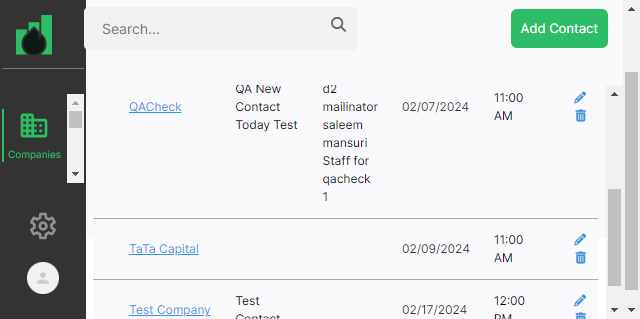 Search...
Add Contact
Companies
QACheck
QA New
Contact
Today Test
d2
mailinator
saleem
mansuri
Staff for
qacheck
1
02/07/2024
11:00
AM
TaTa Capital
02/09/2024
11:00
AM
Test Company
Test
Contact
02/17/2024
12:00
PM